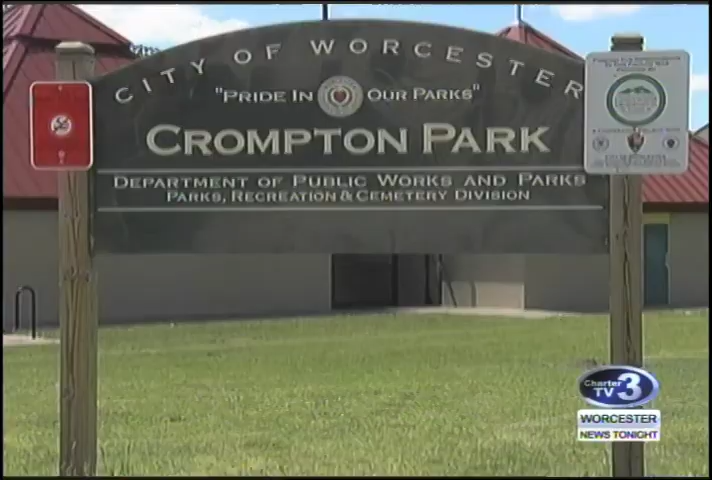 CITY OF WORCESTER
"PRIDE IN OUR PARKS"
CROMPTON PARK
DEPARTMENT OF PUBLIC WORKS AND PARKS
PARKS, RECREATION & CEMETERY DIVISION
Charter
TV 3
WORCESTER
NEWS TONIGHT